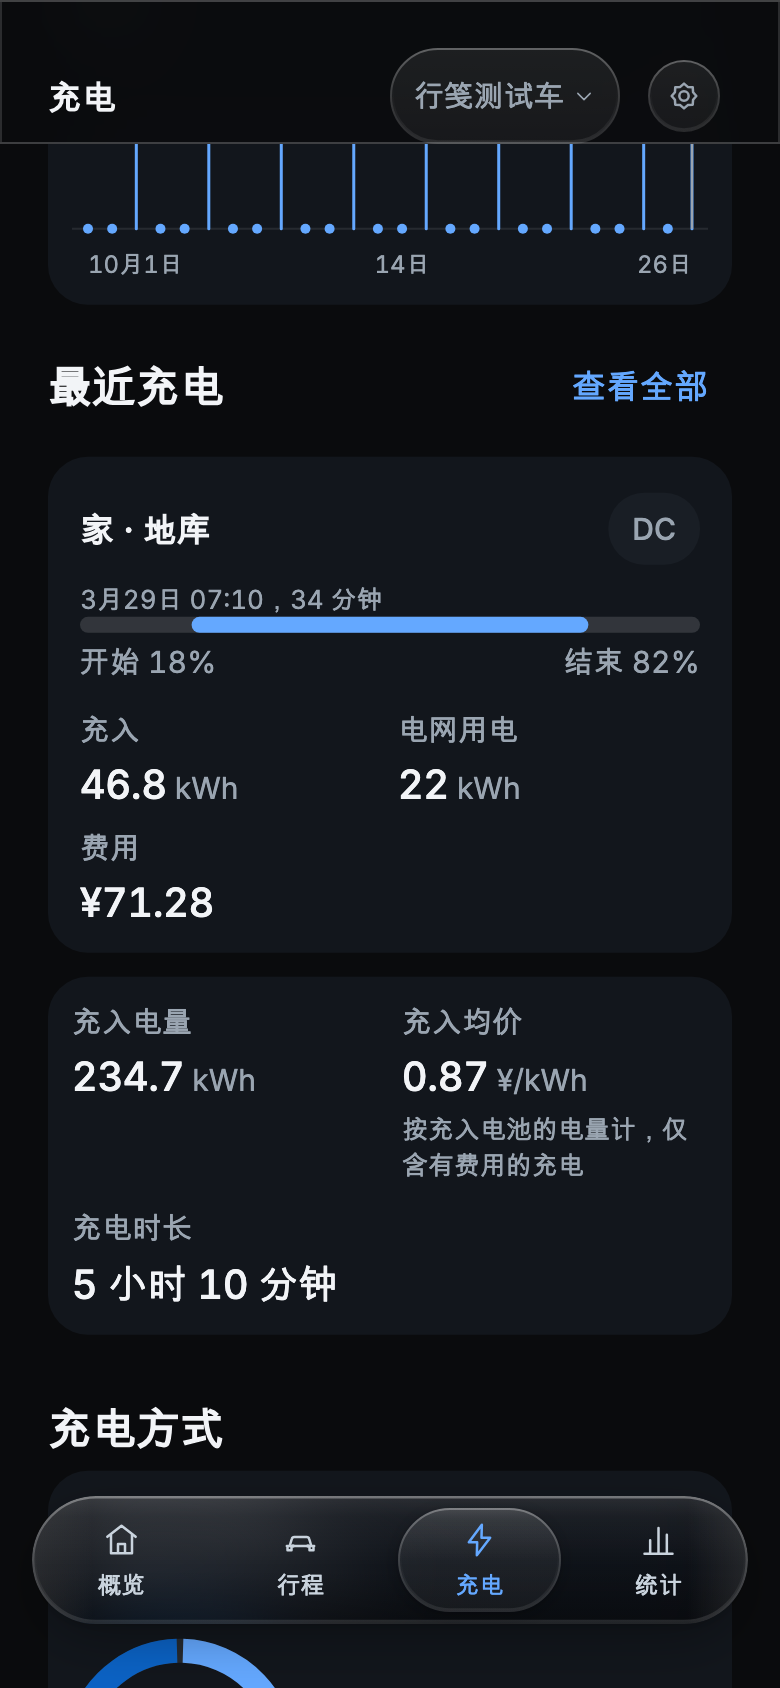 充电
行笺测试车
10月1日 14日 26日
最近充电
查看全部
家 · 地库
DC
3月29日 07:10，34 分钟
开始 18%
结束 82%
充入
电网用电
46.8 kWh
22 kWh
费用
¥71.28
充入电量
充入均价
234.7 kWh
0.87 ¥/kWh
按充入电池的电量计，仅
含有费用的充电
充电时长
5 小时 10 分钟
充电方式
概览
行程
充电
统计